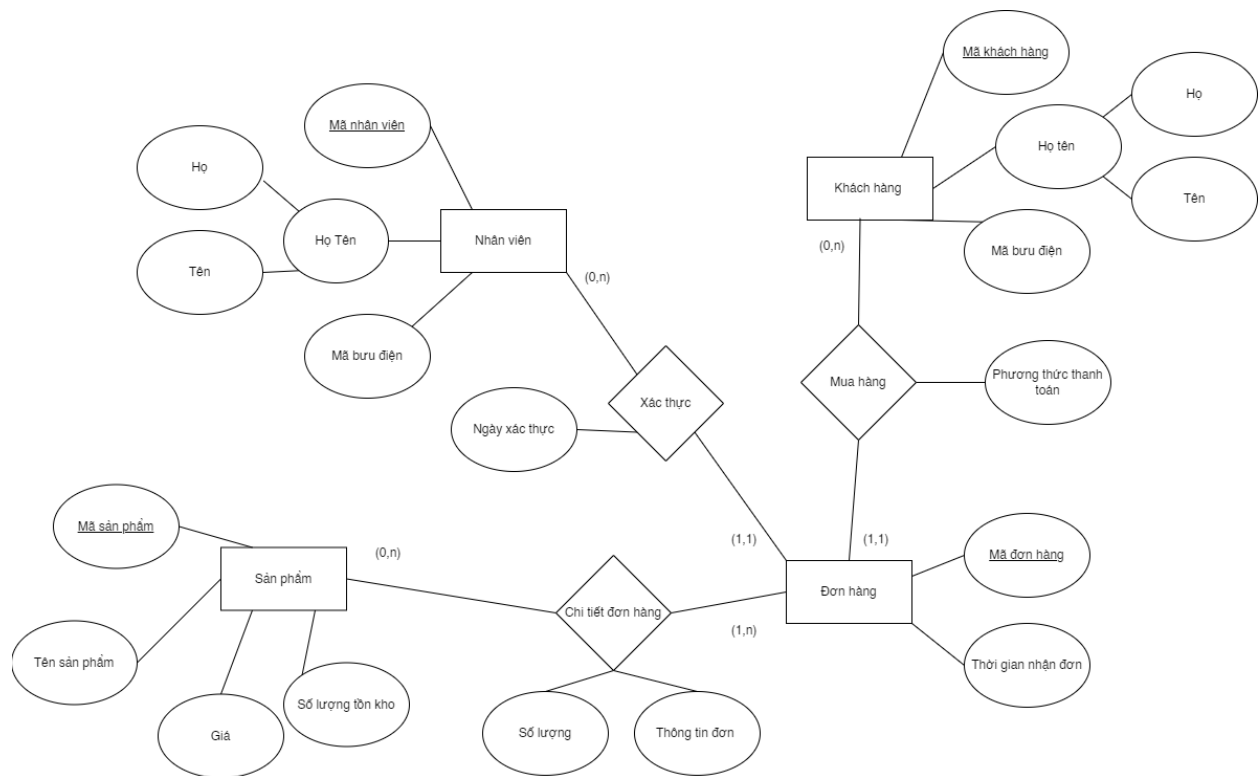 Mã khách hàng
Họ
Mã nhân viên
Họ tên
Họ
Khách hàng
Tên
Nhân viên
Họ Tên
(0,n)
Mã bưu điện
Tên
(0,n)
Mã bưu điện
Phương thức thanh
toán
Mua hàng
Xác thực
Ngày xác thực
Mã sản phẩm
(1,1)
(1,1)
Mã đơn hàng
(0,n)
Sản phẩm
Đơn hàng
Chi tiết đơn hàng
(1,n)
Tên sản phẩm
Thời gian nhận đơn
Số lượng tồn kho
Giá
Số lượng
Thông tin đơn